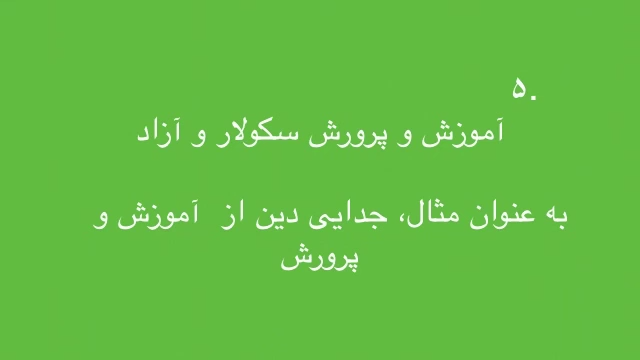 ۵.
آموزش و پرورش سکولار و آزاد
به عنوان مثال، جدایی دین از آموزش و
پرورش